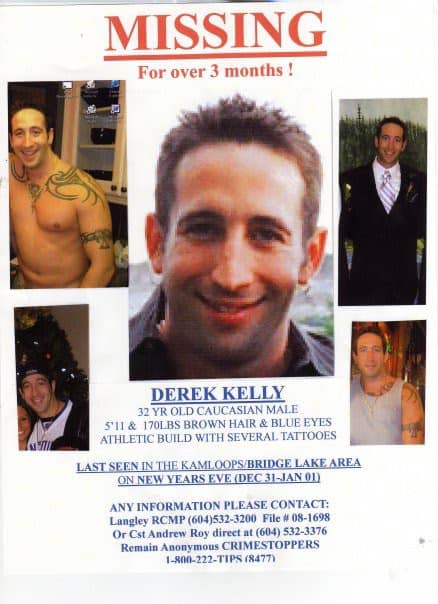 MISSING
For over 3 months !
DEREK KELLY
32 YR OLD CAUCASIAN MALE
5'11 & 170LBS BROWN HAIR & BLUE EYES
ATHLETIC BUILD WITH SEVERAL TATTOOES
LAST SEEN IN THE KAMLOOPS/BRIDGE LAKE AREA
ON NEW YEARS EVE (DEC 31-JAN 01)
ANY INFORMATION PLEASE CONTACT:
Langley RCMP (604)532-3200 File # 08-1698
Or Cst Andrew Roy direct at (604) 532-3376
Remain Anonymous CRIMESTOPPERS
1-800-222-TIPS (8477)